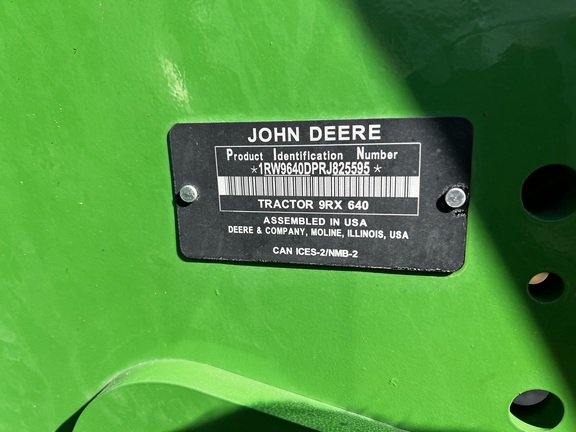 JOHN DEERE
Product Identification Number
*1RW9640DPRJ825595*
TRACTOR 9RX 640
ASSEMBLED IN USA
DEERE & COMPANY, MOLINE, ILLINOIS, USA
CAN ICES-2/NMB-2